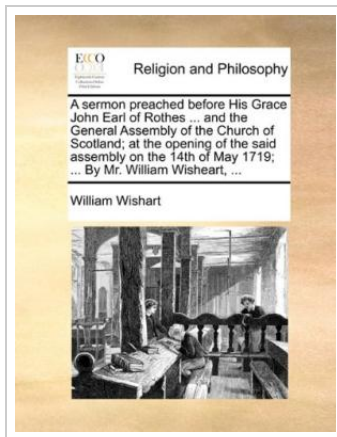 ECCO
Religion and Philosophy
A sermon preached before His Grace
John Earl of Rothes ... and the
General Assembly of the Church of
Scotland; at the opening of the said
assembly on the 14th of May 1719;
... By Mr. William Wisheart, ...
William Wishart